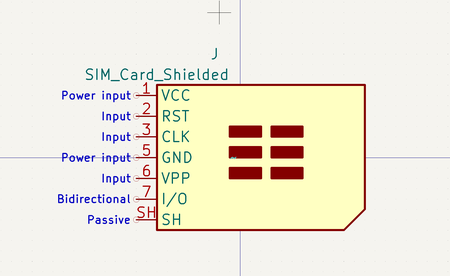 J
SIM_Card_Shielded
Power input 1 VCC
Input 2 RST
Input 3 CLK
Power input 5 GND
Input 6 VPP
Bidirectional 7 I/O
Passive SH SH